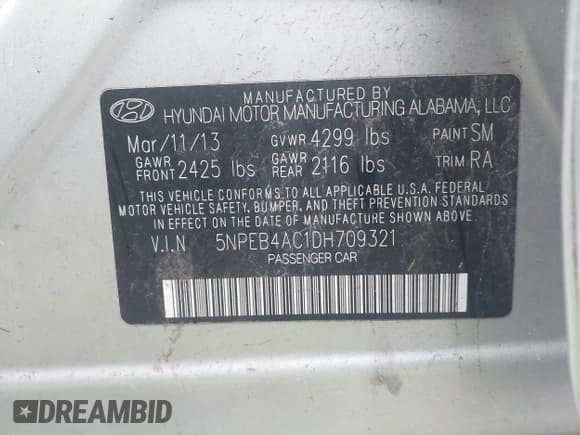 MANUFACTURED BY
HYUNDAI MOTOR MANUFACTURING ALABAMA, LLC
Mar/11/13 GVWR 4299 lbs PAINT SM
GAWR FRONT 2425 lbs GAWR REAR 2116 lbs TRIM RA
THIS VEHICLE CONFORMS TO ALL APPLICABLE U.S.A. FEDERAL
MOTOR VEHICLE SAFETY, BUMPER, AND THEFT PREVENTION STANDARDS
IN EFFECT ON THE DATE OF MANUFACTURE SHOWN ABOVE.
V.I.N 5NPEB4AC1DH709321
PASSENGER CAR
DREAMBID